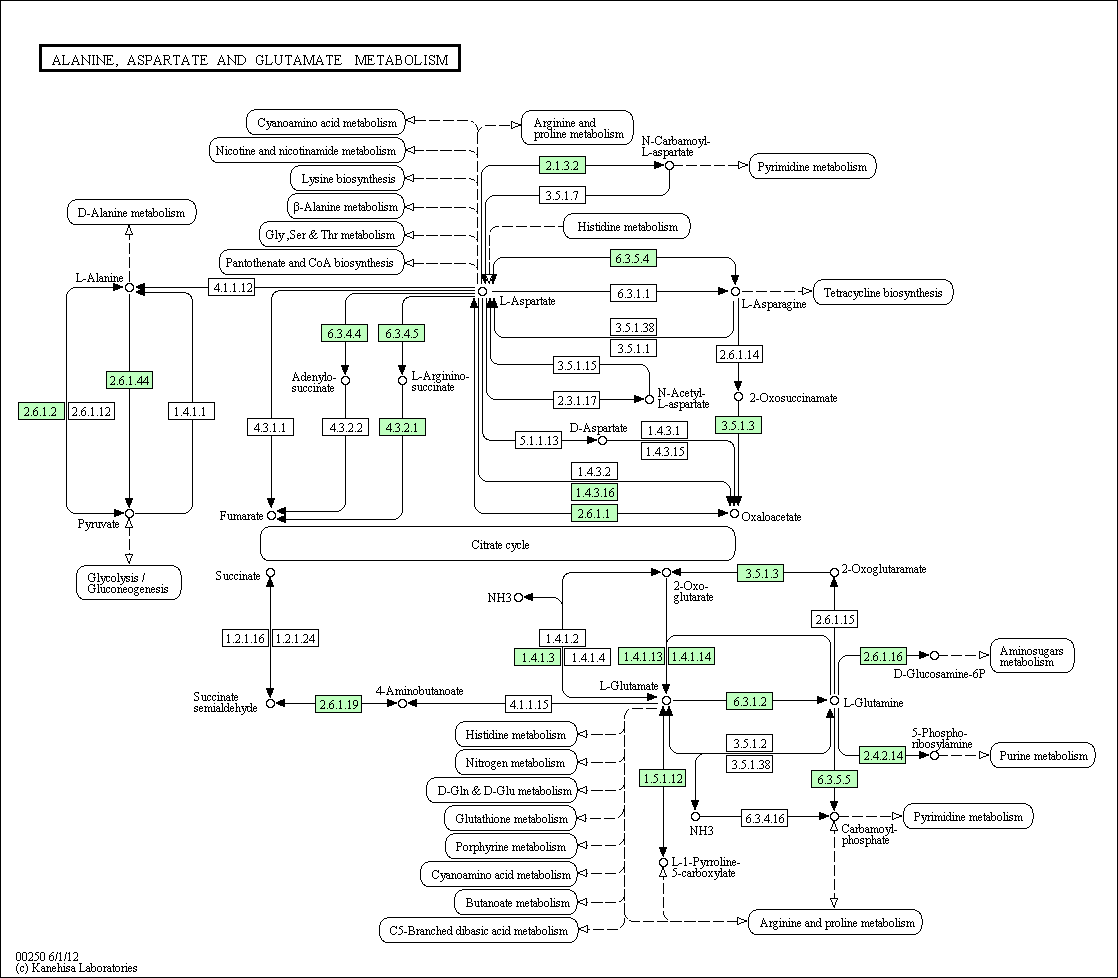 ALANINE, ASPARTATE AND GLUTAMATE METABOLISM
Cyanoamino acid metabolism
Arginine and
proline metabolism
Nicotine and nicotinamide metabolism
2.1.3.2
N-Carbamoyl-
L-aspartate
Pyrimidine metabolism
Lysine biosynthesis
3.5.1.7
β-Alanine metabolism
D-Alanine metabolism
Gly ,Ser & Thr metabolism
Histidine metabolism
Pantothenate and CoA biosynthesis
6.3.5.4
L-Alanine
4.1.1.12
L-Aspartate
6.3.1.1
L-Asparagine
Tetracycline biosynthesis
6.3.4.4
6.3.4.5
3.5.1.38
3.5.1.1
2.6.1.14
3.5.1.15
2.6.1.44
Adenylo-
succinate
L-Arginino-
succinate
2.6.1.2
2.6.1.12
1.4.1.1
2.3.1.17
N-Acetyl-
L-aspartate
2-Oxosuccinamate
4.3.1.1
4.3.2.2
4.3.2.1
D-Aspartate
5.1.1.13
1.4.3.1
1.4.3.15
3.5.1.3
1.4.3.2
1.4.3.16
2.6.1.1
Pyruvate
Fumarate
Oxaloacetate
Citrate cycle
Glycolysis /
Gluconeogenesis
Succinate
2-Oxo-
glutarate
3.5.1.3
2-Oxoglutaramate
NH3
2.6.1.15
1.2.1.16
1.2.1.24
1.4.1.2
1.4.1.3
1.4.1.4
1.4.1.13
1.4.1.14
2.6.1.16
D-Glucosamine-6P
Aminosugars
metabolism
Succinate
semialdehyde
2.6.1.19
4-Aminobutanoate
4.1.1.15
L-Glutamate
6.3.1.2
L-Glutamine
Histidine metabolism
3.5.1.2
3.5.1.38
2.4.2.14
5-Phospho-
ribosylamine
Purine metabolism
Nitrogen metabolism
1.5.1.12
6.3.5.5
D-Gln & D-Glu metabolism
Glutathione metabolism
NH3
6.3.4.16
Carbamoyl-
phosphate
Pyrimidine metabolism
Porphyrine metabolism
L-1-Pyrroline-
5-carboxylate
Cyanoamino acid metabolism
Butanoate metabolism
C5-Branched dibasic acid metabolism
Arginine and proline metabolism
00250 6/1/12
(c) Kanehisa Laboratories